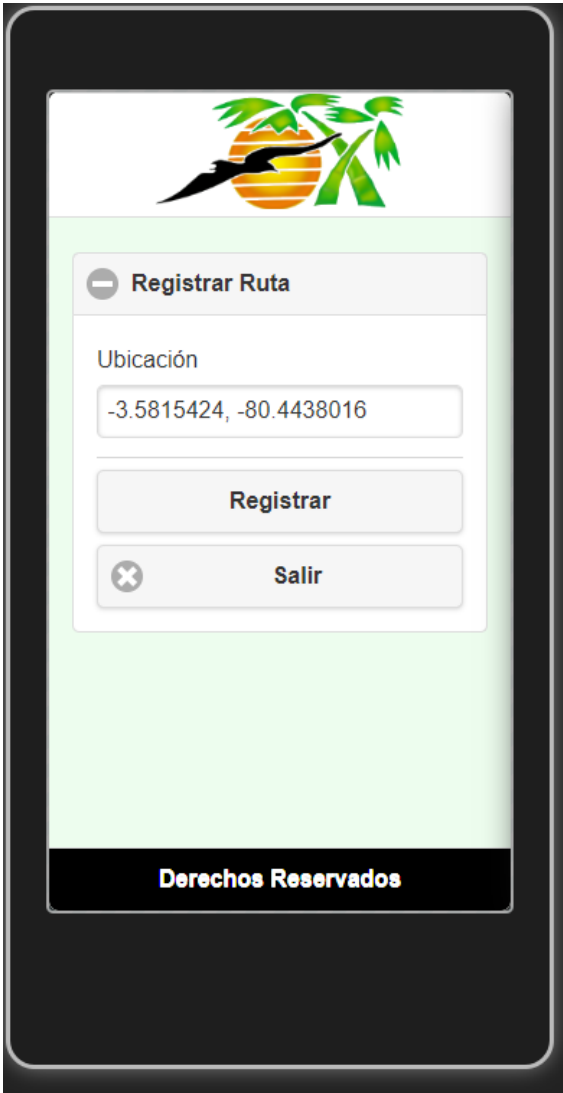 Registrar Ruta
Ubicación
-3.5815424, -80.4438016
Registrar
Salir
Derechos Reservados